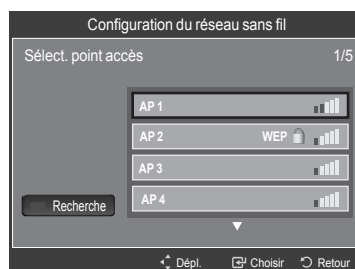 Configuration du réseau sans fil
Sélect. point accès 1/5
AP 1
AP 2 WEP
AP 3
AP 4
Recherche
Dépl. Choisir Retour